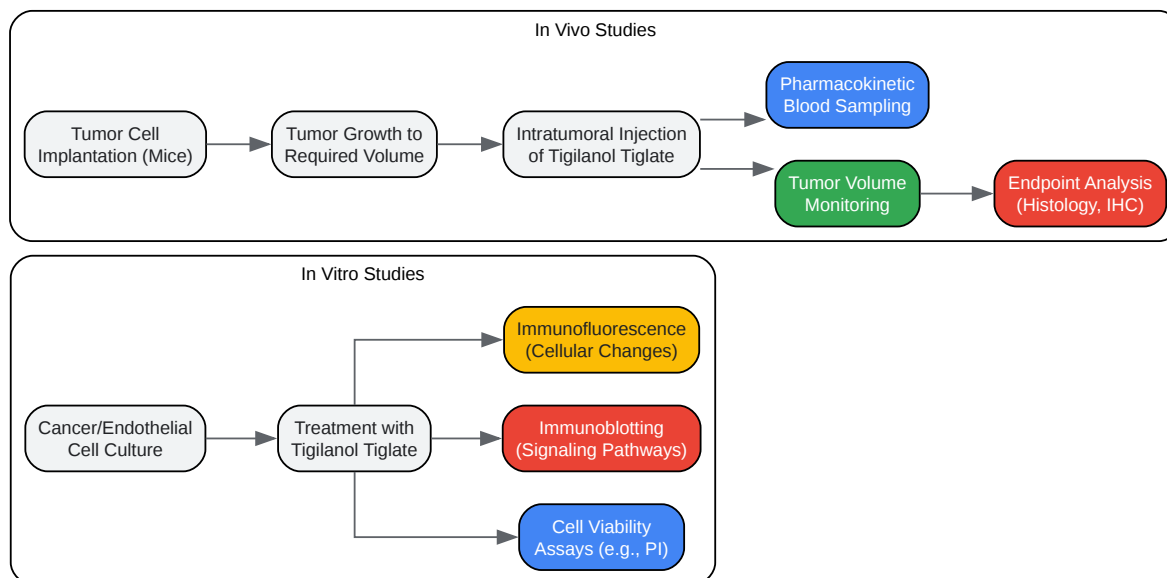 In Vivo Studies
Tumor Cell
Implantation (Mice)
Tumor Growth to
Required Volume
Intratumoral Injection
of Tigilanol Tiglate
Pharmacokinetic
Blood Sampling
Tumor Volume
Monitoring
Endpoint Analysis
(Histology, IHC)
In Vitro Studies
Cancer/Endothelial
Cell Culture
Treatment with
Tigilanol Tiglate
Immunofluorescence
(Cellular Changes)
Immunoblotting
(Signaling Pathways)
Cell Viability
Assays (e.g., PI)